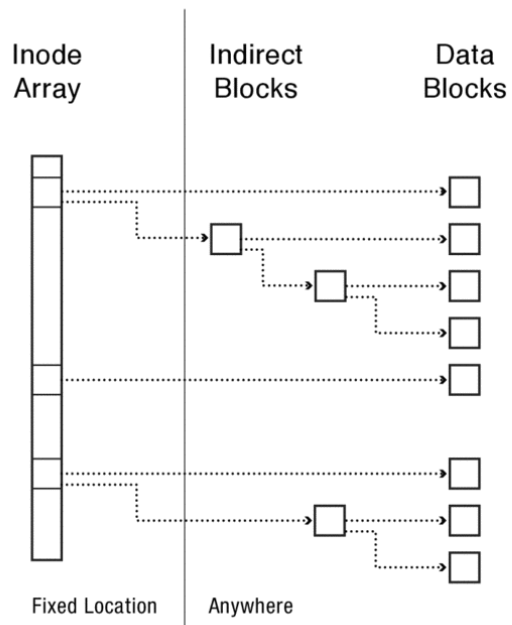 Inode
Array
Indirect
Blocks
Data
Blocks
Fixed Location
Anywhere